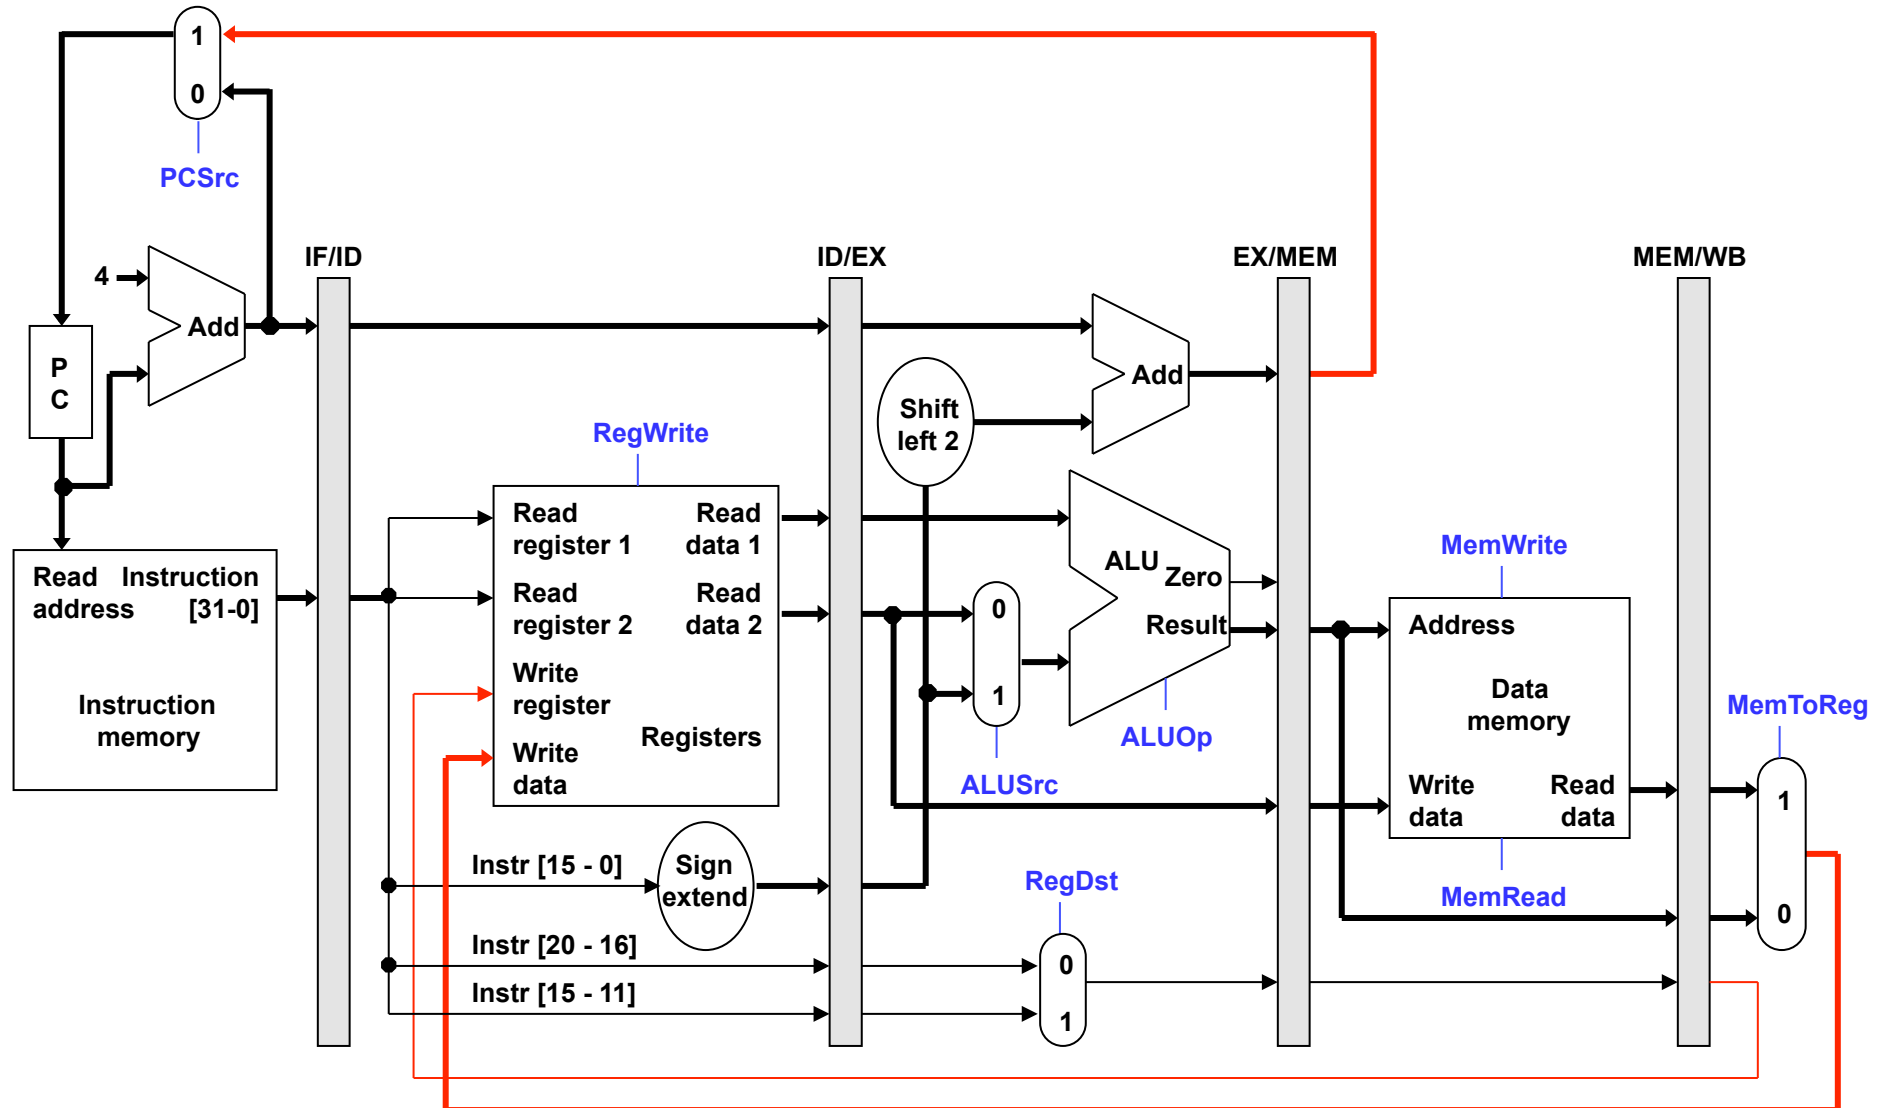 1
0
PCSrc
4
Add
P
C
IF/ID
ID/EX
EX/MEM
MEM/WB
Add
Shift
left 2
RegWrite
Read
address
Instruction
[31-0]
Instruction
memory
Read
register 1
Read
data 1
Read
register 2
Read
data 2
Write
register
Write
data
Registers
0
1
ALUSrc
ALU
Zero
Result
ALUOp
MemWrite
Address
Data
memory
Write
data
Read
data
MemRead
MemToReg
1
0
Instr [15 - 0]
Sign
extend
Instr [20 - 16]
Instr [15 - 11]
RegDst
0
1